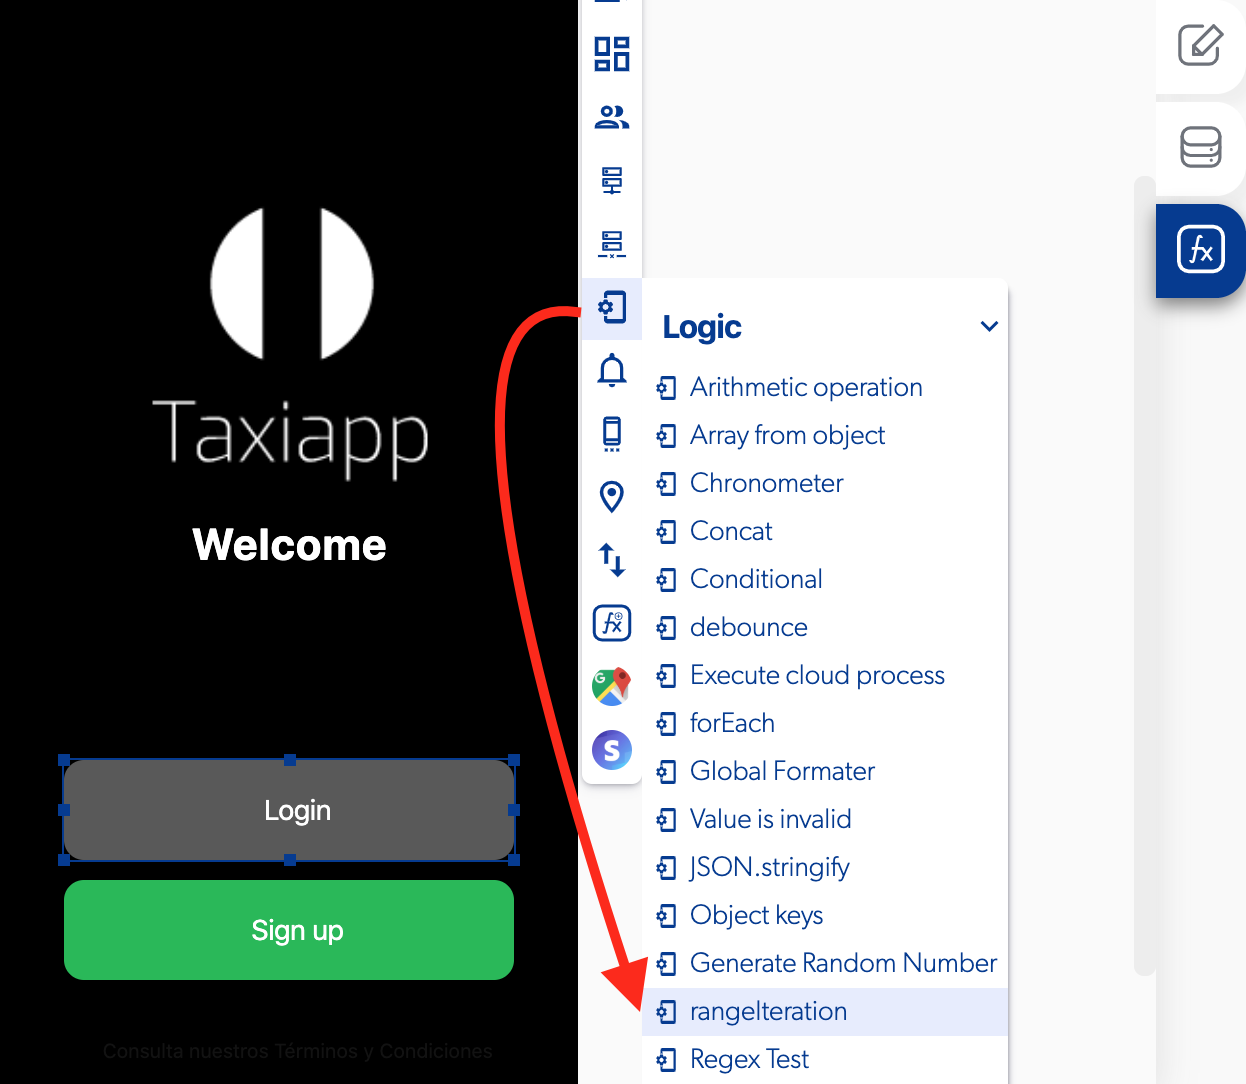 Taxiapp
Welcome
Login
Sign up
Consulta nuestros Términos y Condiciones
Logic
Arithmetic operation
Array from object
Chronometer
Concat
Conditional
debounce
Execute cloud process
forEach
Global Formater
Value is invalid
JSON.stringify
Object keys
Generate Random Number
rangeIteration
Regex Test
fx
fx
G
S